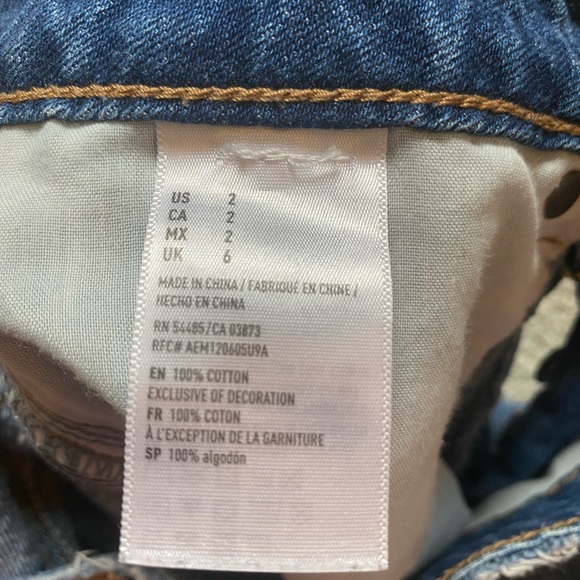 US 2
CA 2
MX 2
UK 6
MADE IN CHINA / FABRIQUÉ EN CHINE /
HECHO EN CHINA
RN 54485/CA 03873
RFC# AEM120605U9A
EN 100% COTTON
EXCLUSIVE OF DECORATION
FR 100% COTON
À L'EXCEPTION DE LA GARNITURE
SP 100% algodón